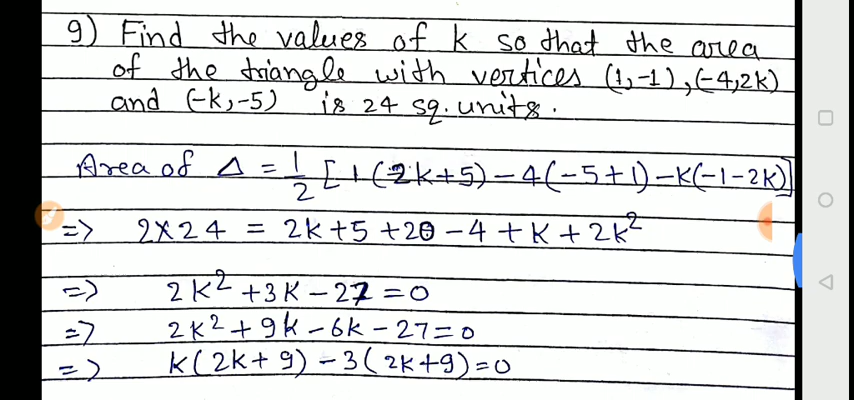 9) Find the values of k so that the area
of the triangle with vertices (1,-1), (-4,2k)
and (-k,-5) is 24 sq. units.
Area of Δ = 1/2 [1(2k+5) - 4(-5+1) - k(-1-2k)]
=> 2×24 = 2k+5+20-4+k+2k²
=> 2k²+3k-27=0
=> 2k²+9k-6k-27=0
=> k(2k+9)-3(2k+9)=0